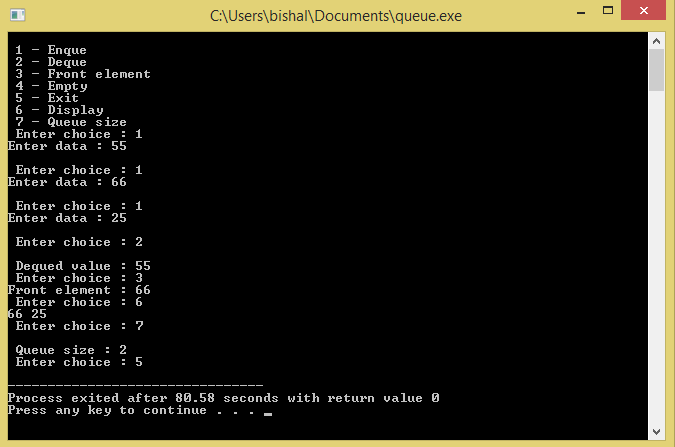 C:\Users\bishal\Documents\queue.exe
1 - Enque
2 - Deque
3 - Front element
4 - Empty
5 - Exit
6 - Display
7 - Queue size
Enter choice : 1
Enter data : 55
Enter choice : 1
Enter data : 66
Enter choice : 1
Enter data : 25
Enter choice : 2
Dequed value : 55
Enter choice : 3
Front element : 66
Enter choice : 6
66 25
Enter choice : 7
Queue size : 2
Enter choice : 5
--------------------------------
Process exited after 80.58 seconds with return value 0
Press any key to continue . . . _